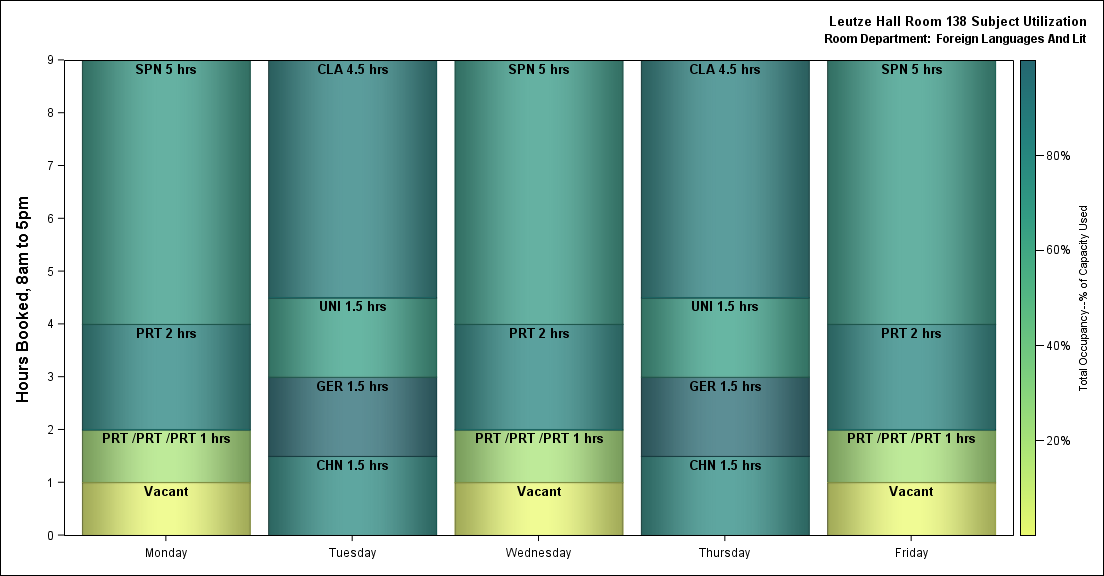 Leutze Hall Room 138 Subject Utilization
Room Department: Foreign Languages And Lit
Hours Booked, 8am to 5pm
9
8
7
6
5
4
3
2
1
0
SPN 5 hrs
PRT 2 hrs
PRT /PRT /PRT 1 hrs
Vacant
Monday
CLA 4.5 hrs
UNI 1.5 hrs
GER 1.5 hrs
CHN 1.5 hrs
Tuesday
SPN 5 hrs
PRT 2 hrs
PRT /PRT /PRT 1 hrs
Vacant
Wednesday
CLA 4.5 hrs
UNI 1.5 hrs
GER 1.5 hrs
CHN 1.5 hrs
Thursday
SPN 5 hrs
PRT 2 hrs
PRT /PRT /PRT 1 hrs
Vacant
Friday
80%
60%
40%
20%
Total Occupancy--% of Capacity Used